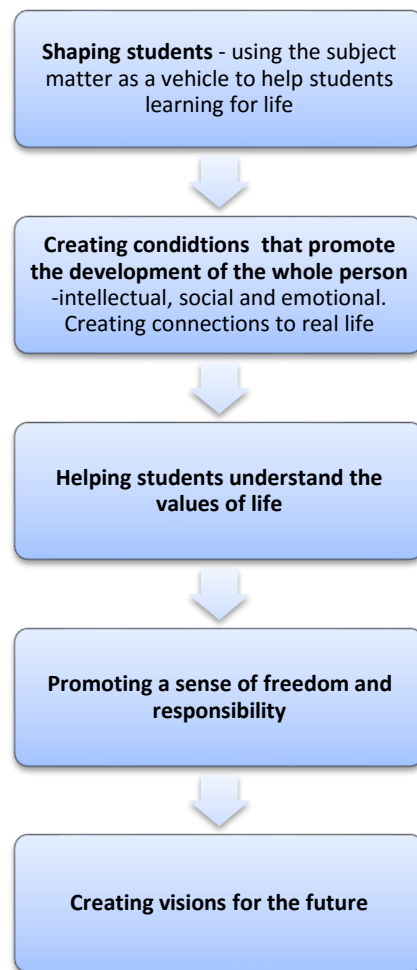 Shaping students - using the subject
matter as a vehicle to help students
learning for life
Creating condidtions that promote
the development of the whole person
-intellectual, social and emotional.
Creating connections to real life
Helping students understand the
values of life
Promoting a sense of freedom and
responsibility
Creating visions for the future